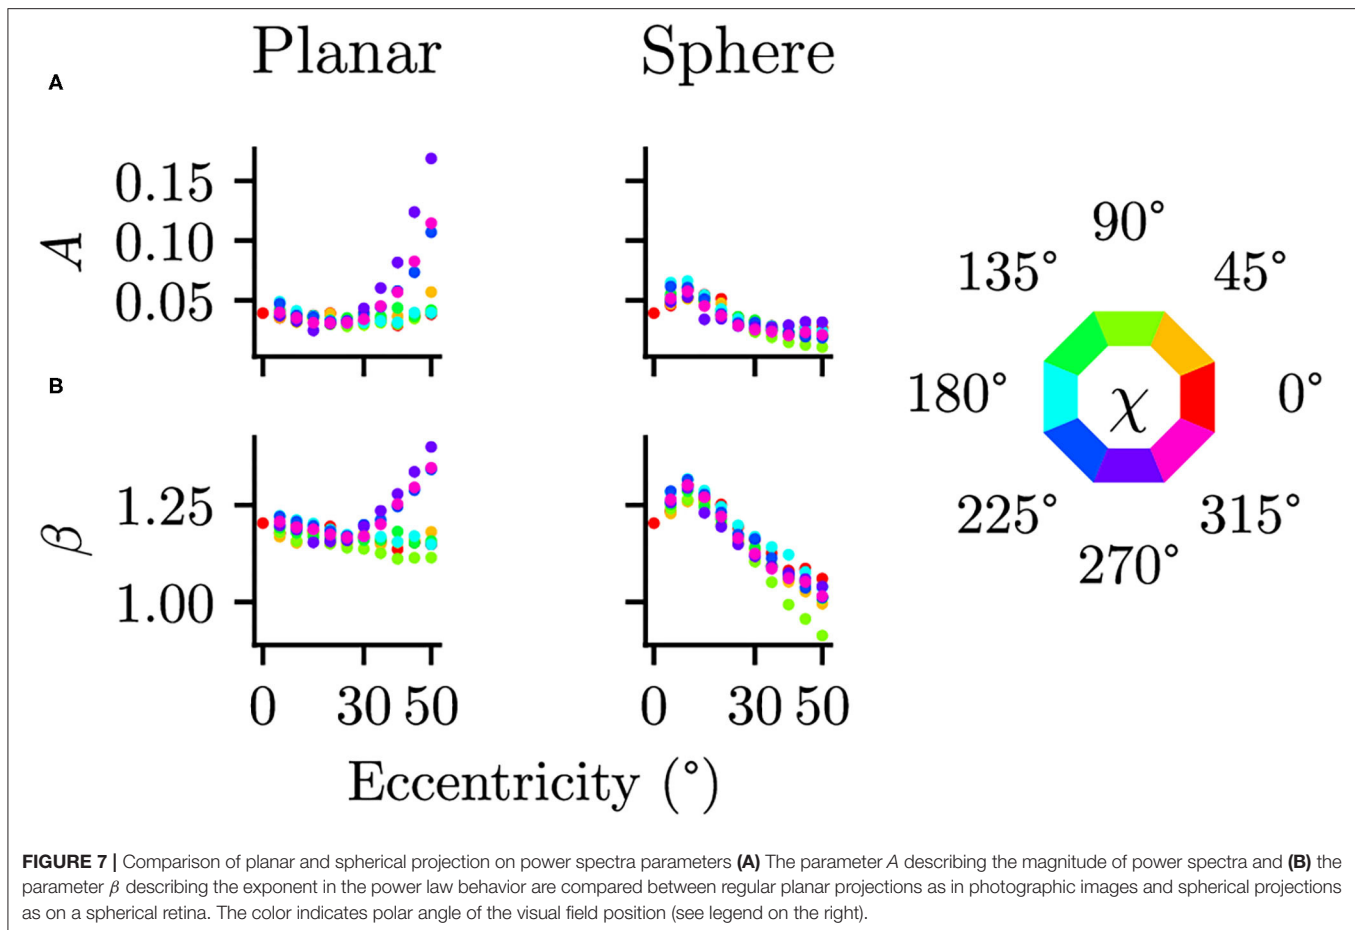 Planar
Sphere
A
A
0.15
0.10
0.05
B
β
1.25
1.00
0
30
50
0
30
50
Eccentricity (°)
90°
135°
45°
180°
χ
0°
225°
315°
270°
FIGURE 7 | Comparison of planar and spherical projection on power spectra parameters (A) The parameter A describing the magnitude of power spectra and (B) the
parameter β describing the exponent in the power law behavior are compared between regular planar projections as in photographic images and spherical projections
as on a spherical retina. The color indicates polar angle of the visual field position (see legend on the right).